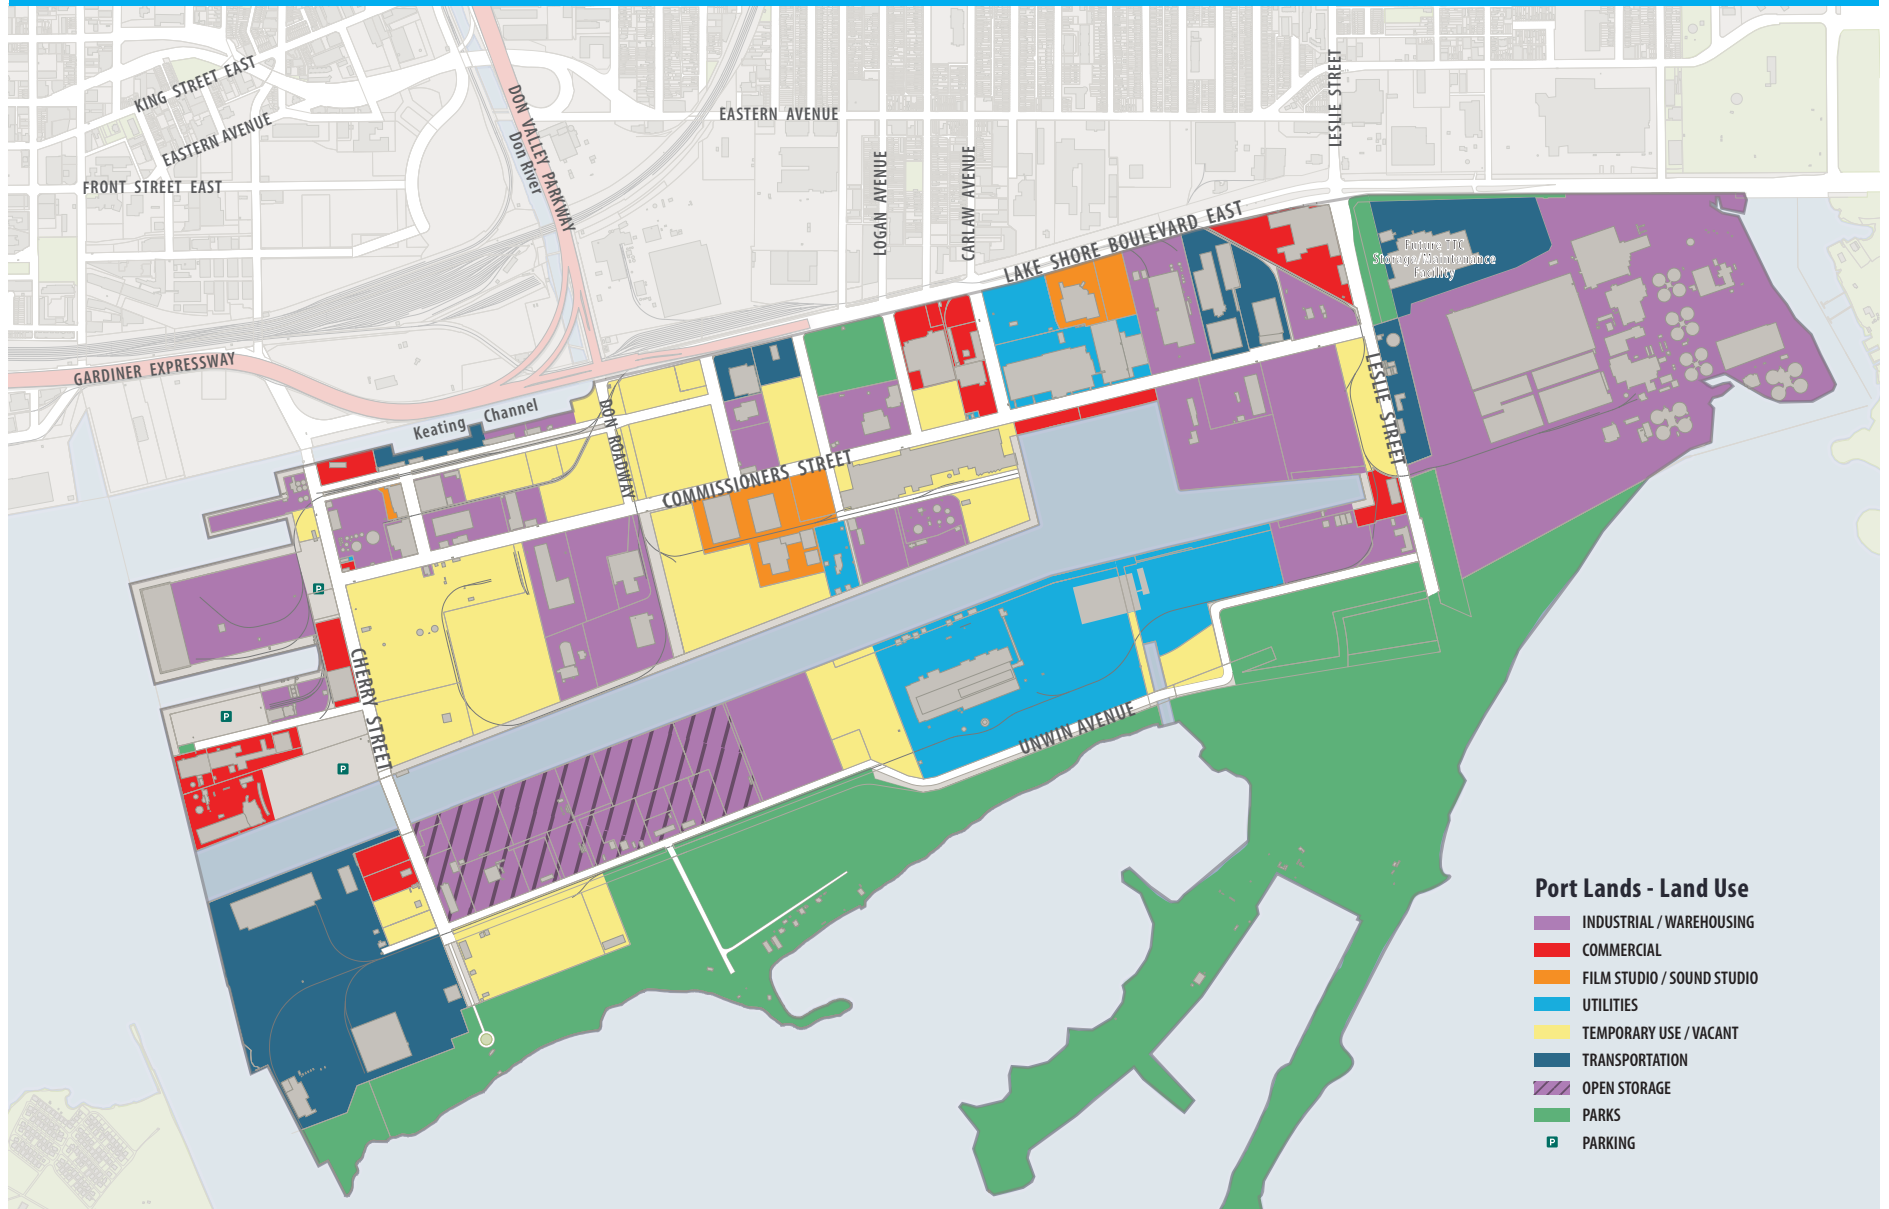 KING STREET EAST
EASTERN AVENUE
FRONT STREET EAST
DON VALLEY PARKWAY
Don River
EASTERN AVENUE
LOGAN AVENUE
CARLAW AVENUE
LESLIE STREET
LAKE SHORE BOULEVARD EAST
Future TTC
Storage/Maintenance
Facility
GARDINER EXPRESSWAY
Keating Channel
DON ROADWAY
COMMISSIONERS STREET
LESLIE STREET
P
CHERRY STREET
P
P
UNWIN AVENUE
Port Lands - Land Use
INDUSTRIAL / WAREHOUSING
COMMERCIAL
FILM STUDIO / SOUND STUDIO
UTILITIES
TEMPORARY USE / VACANT
TRANSPORTATION
OPEN STORAGE
PARKS
P PARKING